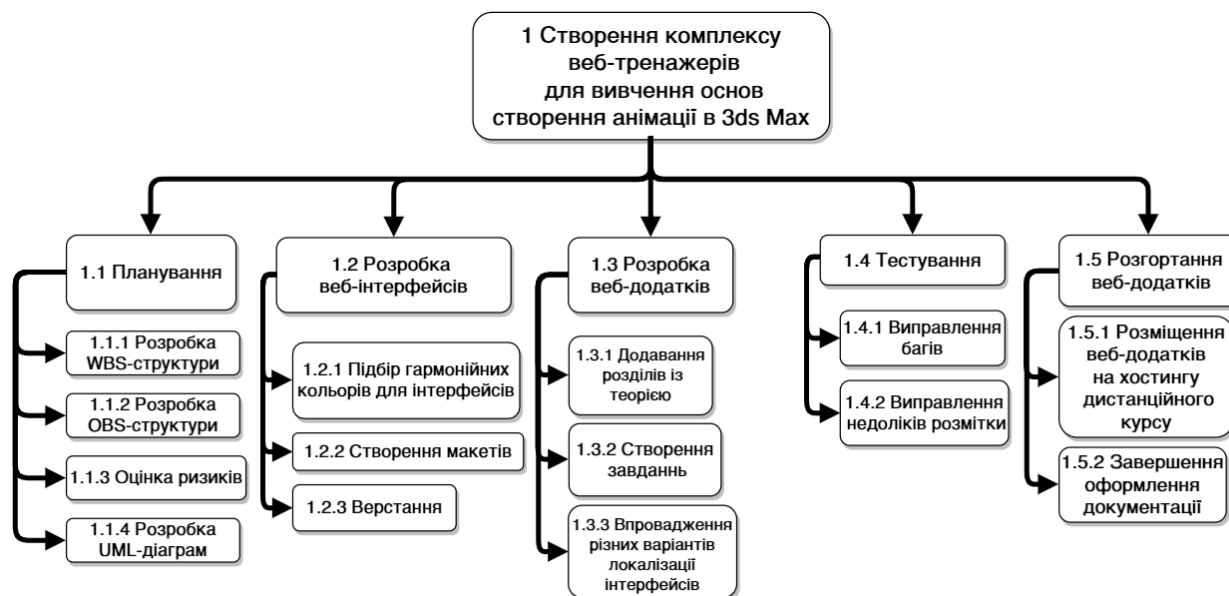 1 Створення комплексу
веб-тренажерів
для вивчення основ
створення анімації в 3ds Max
1.1 Планування
1.1.1 Розробка
WBS-структури
1.1.2 Розробка
OBS-структури
1.1.3 Оцінка ризиків
1.1.4 Розробка
UML-діаграм
1.2 Розробка
веб-інтерфейсів
1.2.1 Підбір гармонійних
кольорів для інтерфейсів
1.2.2 Створення макетів
1.2.3 Верстання
1.3 Розробка
веб-додатків
1.3.1 Додавання
розділів із
теорією
1.3.2 Створення
завданнь
1.3.3 Впровадження
різних варіантів
локалізації
інтерфейсів
1.4 Тестування
1.4.1 Виправлення
багів
1.4.2 Виправлення
недоліків розмітки
1.5 Розгортання
веб-додатків
1.5.1 Розміщення
веб-додатків
на хостингу
дистанційного
курсу
1.5.2 Завершення
оформлення
документації